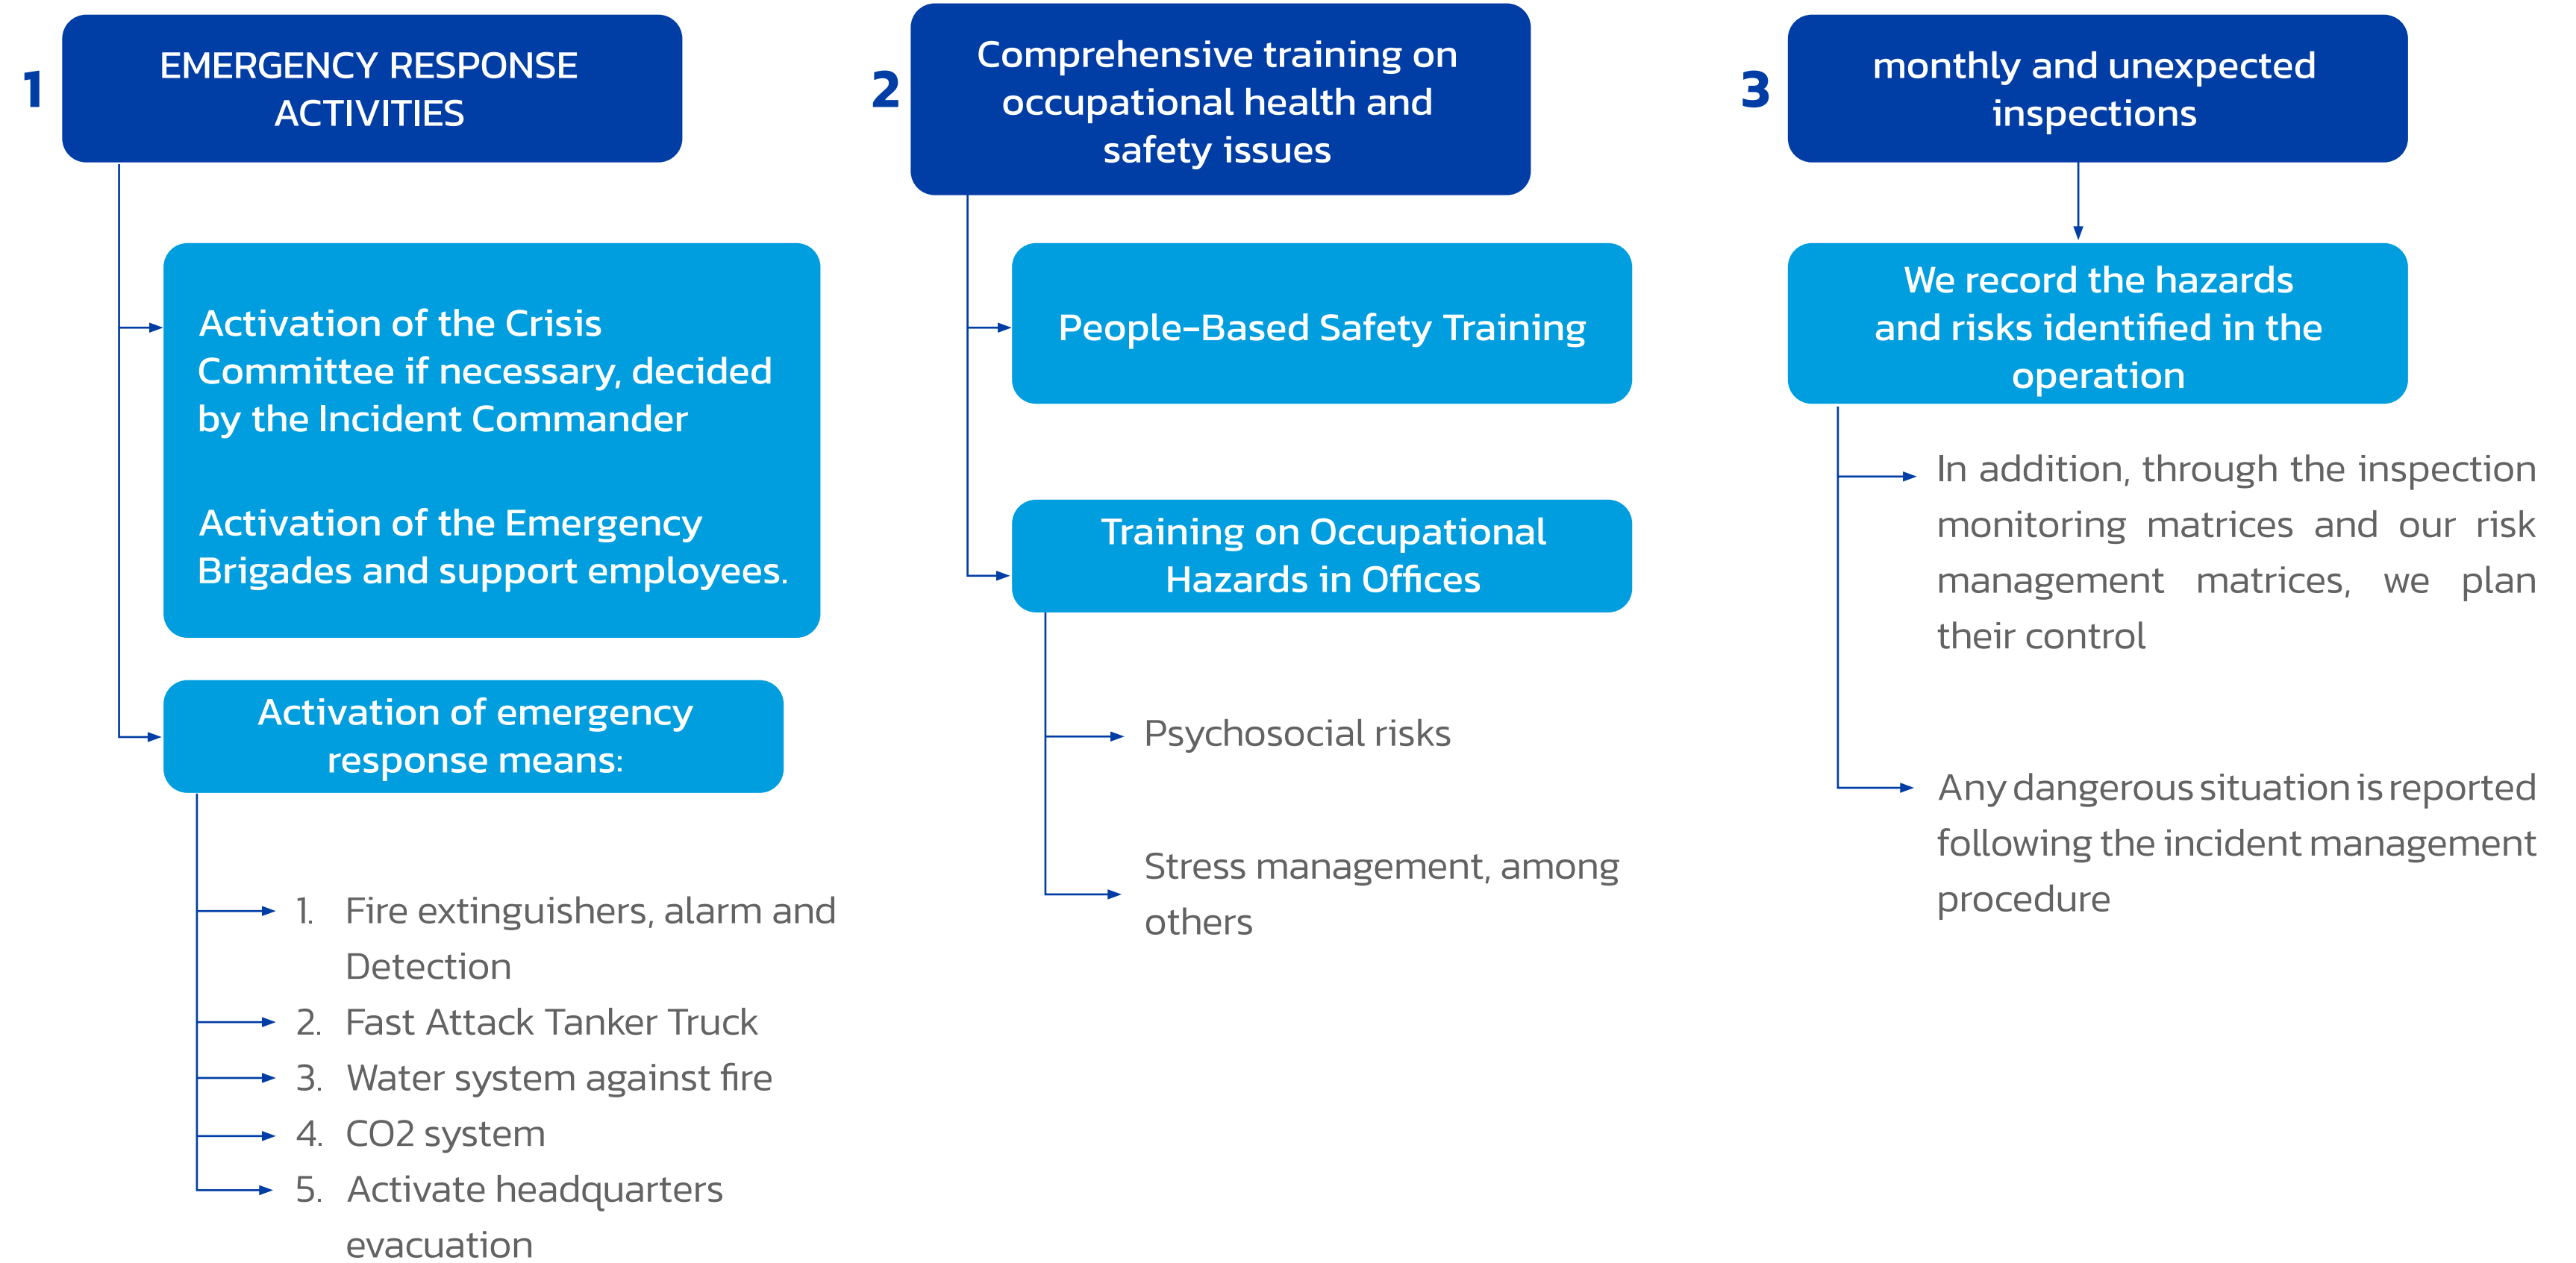 1
EMERGENCY RESPONSE
ACTIVITIES
Activation of the Crisis
Committee if necessary, decided
by the Incident Commander
Activation of the Emergency
Brigades and support employees.
Activation of emergency
response means:
1. Fire extinguishers, alarm and
Detection
2. Fast Attack Tanker Truck
3. Water system against fire
4. CO2 system
5. Activate headquarters
evacuation
2
Comprehensive training on
occupational health and
safety issues
People-Based Safety Training
Training on Occupational
Hazards in Offices
Psychosocial risks
Stress management, among
others
3
monthly and unexpected
inspections
We record the hazards
and risks identified in the
operation
In addition, through the inspection
monitoring matrices and our risk
management matrices, we plan
their control
Any dangerous situation is reported
following the incident management
procedure